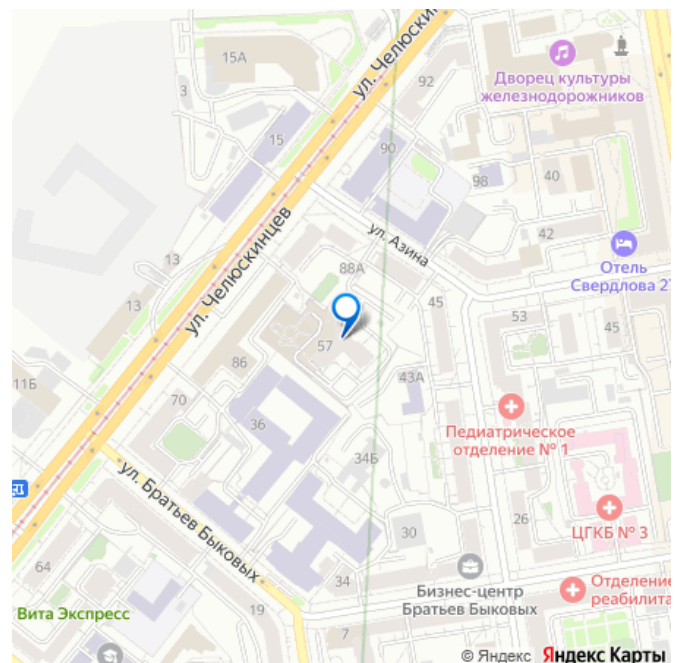 15А
ул. Челюскинцев
92
3
Дворец культуры
железнодорожников
15
90
98
40
ул. Азина
42
Отель
Свердлова 27
13
ул. Челюскинцев
88А
13
45
53
45
57
86
43А
11Б
70
36
Педиатрическое
отделение № 1
34Б
ул. Братьев Быковых
26
ЦГКБ № 3
30
64
34
Бизнес-центр
Братьев Быковых
Отделение
реабилита
Вита Экспресс
19
7
© Яндекс Яндекс Карты